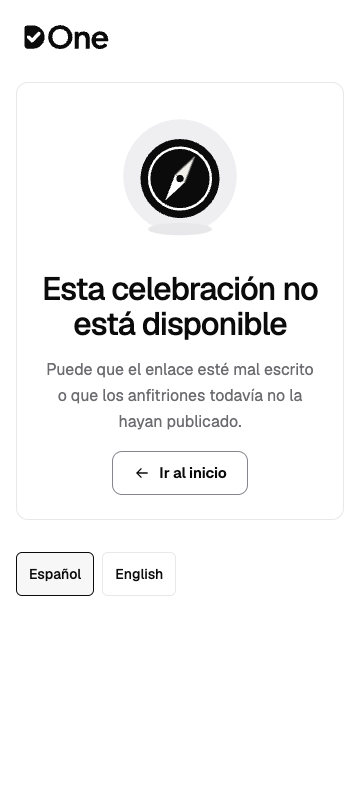 One
Esta celebración no
está disponible
Puede que el enlace esté mal escrito
o que los anfitriones todavía no la
hayan publicado.
← Ir al inicio
Español
English